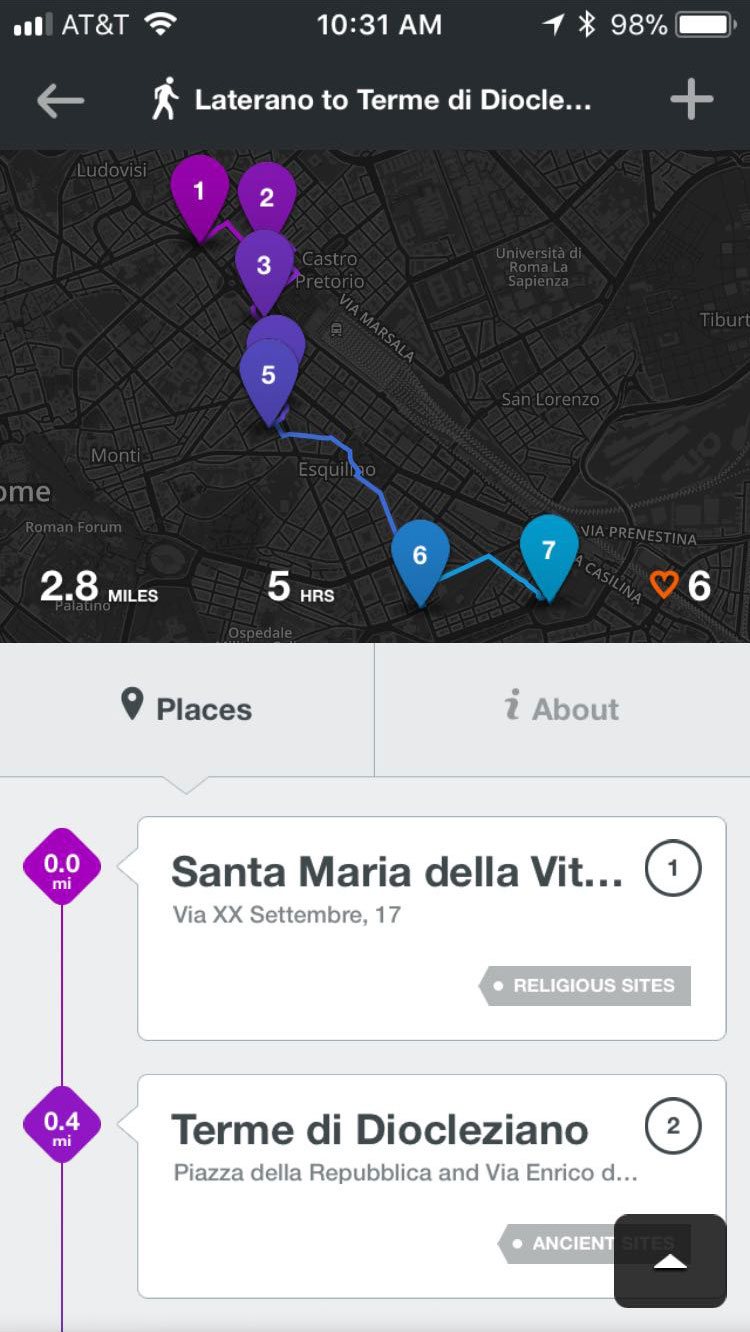 AT&T 10:31 AM 98%
Laterano to Terme di Diocle...
Ludovisi
1
2
3
Castro
Pretorio
Università di
Roma La
Sapienza
VIA MARSALA
Tiburt
5
San Lorenzo
Monti
Esquilino
ome
Roman Forum
6
7
VIA PRENESTINA
A CASILINA
2.8 MILES
5 HRS
6
Palatino
Ospedale
Places
About
0.0
mi
Santa Maria della Vit...
1
Via XX Settembre, 17
RELIGIOUS SITES
0.4
mi
Terme di Diocleziano
2
Piazza della Repubblica and Via Enrico d...
ANCIENT SITES